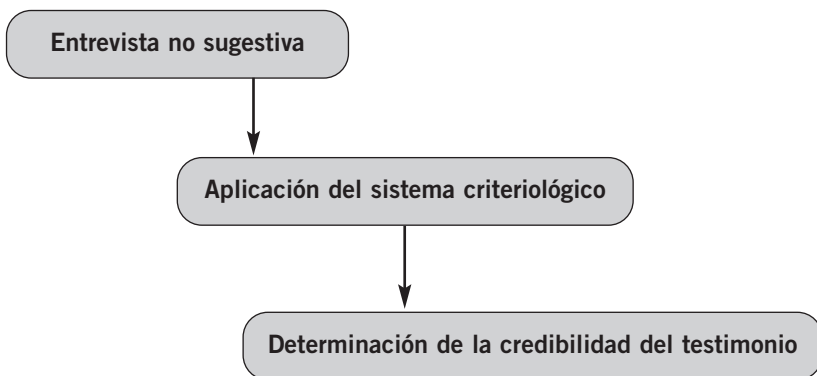 Entrevista no sugestiva
Aplicación del sistema criteriológico
Determinación de la credibilidad del testimonio